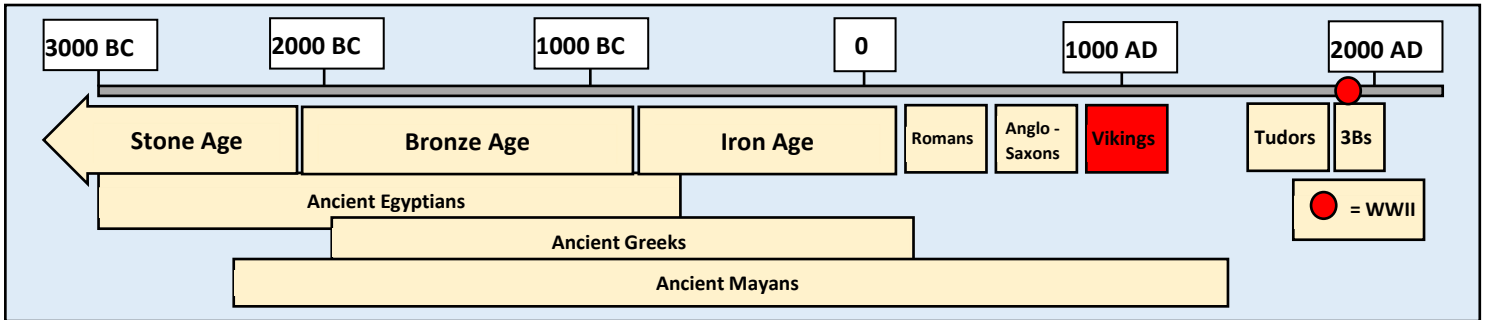 3000 BC
2000 BC
1000 BC
0
1000 AD
2000 AD
Stone Age
Bronze Age
Iron Age
Romans
Anglo -
Saxons
Vikings
Tudors
3Bs
Ancient Egyptians
= WWII
Ancient Greeks
Ancient Mayans